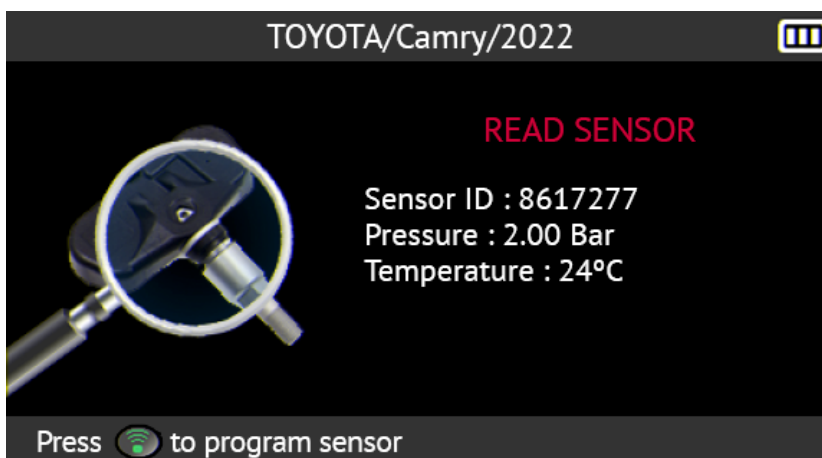 TOYOTA/Camry/2022
READ SENSOR
Sensor ID : 8617277
Pressure : 2.00 Bar
Temperature : 24ºC
Press to program sensor